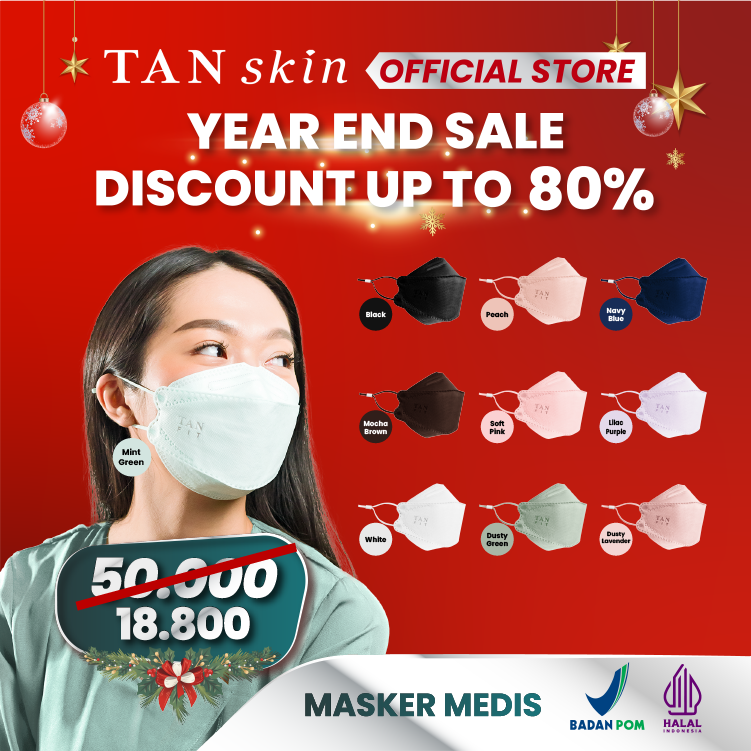 TAN skin OFFICIAL STORE
YEAR END SALE
DISCOUNT UP TO 80%
Black
Peach
Navy
Blue
Mocha
Brown
Soft
Pink
Lilac
Purple
TAN
FIT
Mint
Green
White
Dusty
Green
Dusty
Lavender
50.000
18.800
MASKER MEDIS
BADAN POM
HALAL
INDONESIA